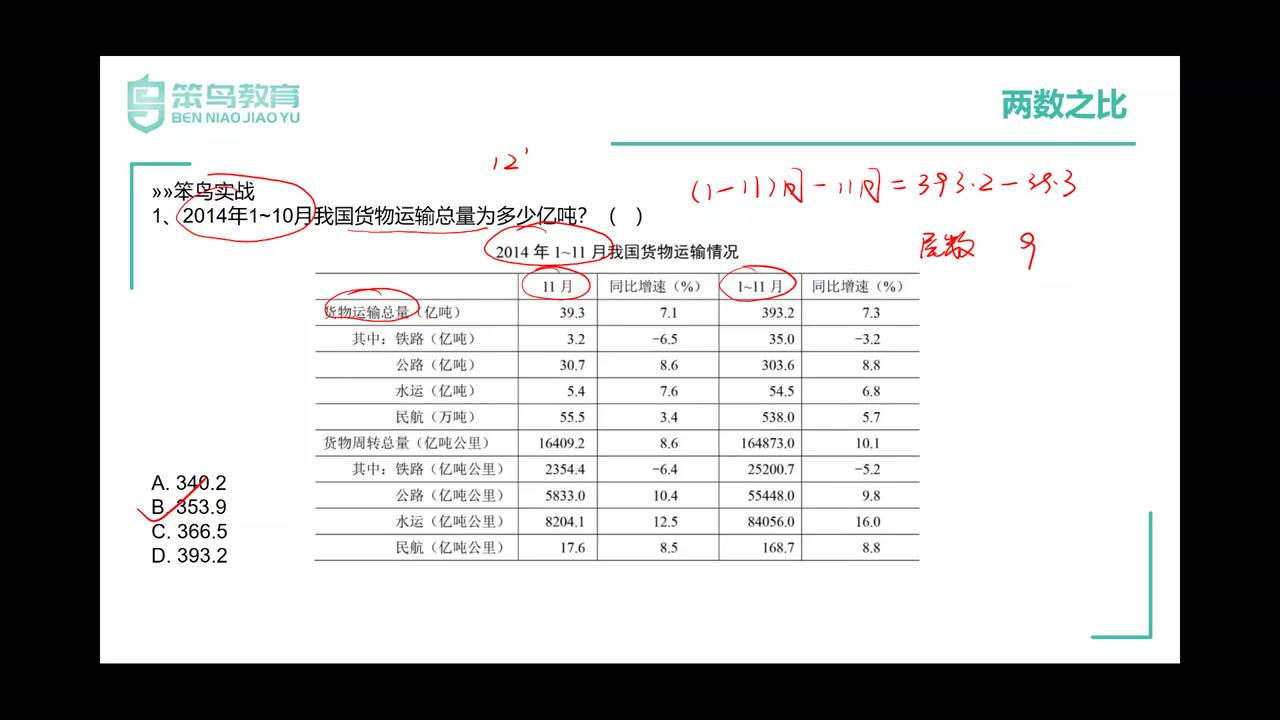 笨鸟教育
BEN NIAO JIAO YU
两数之比
12'
»»笨鸟实战
(1-11)月-11月=393.2-39.3
1、2014年1~10月我国货物运输总量为多少亿吨？（ ）
尾数 9
2014 年 1~11 月我国货物运输情况
11 月 同比增速（%） 1~11 月 同比增速（%）
货物运输总量（亿吨） 39.3 7.1 393.2 7.3
其中：铁路（亿吨） 3.2 −6.5 35.0 −3.2
公路（亿吨） 30.7 8.6 303.6 8.8
水运（亿吨） 5.4 7.6 54.5 6.8
民航（万吨） 55.5 3.4 538.0 5.7
货物周转总量（亿吨公里） 16409.2 8.6 164873.0 10.1
其中：铁路（亿吨公里） 2354.4 −6.4 25200.7 −5.2
公路（亿吨公里） 5833.0 10.4 55448.0 9.8
水运（亿吨公里） 8204.1 12.5 84056.0 16.0
民航（亿吨公里） 17.6 8.5 168.7 8.8
A. 340.2
B. 353.9
C. 366.5
D. 393.2